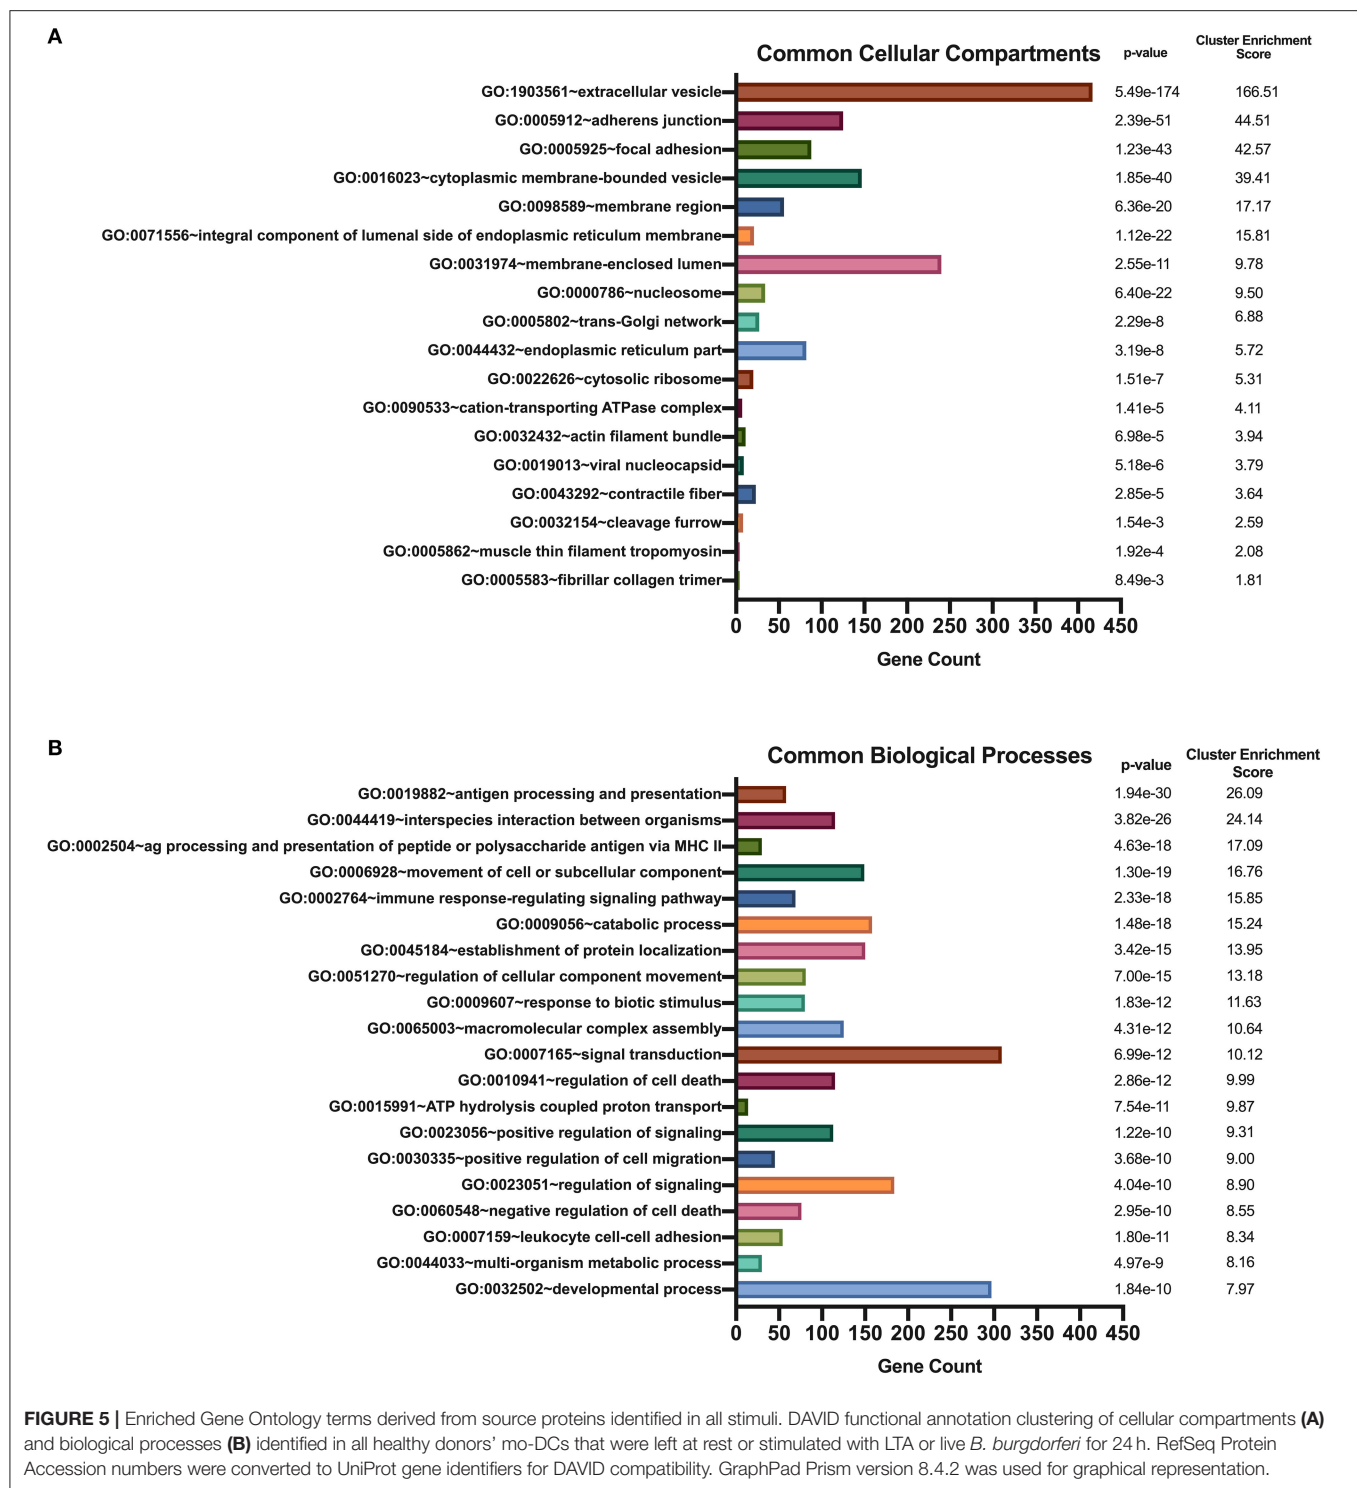 A
Common Cellular Compartments p-value Cluster Enrichment Score
GO:1903561~extracellular vesicle 5.49e-174 166.51
GO:0005912~adherens junction 2.39e-51 44.51
GO:0005925~focal adhesion 1.23e-43 42.57
GO:0016023~cytoplasmic membrane-bounded vesicle 1.85e-40 39.41
GO:0098589~membrane region 6.36e-20 17.17
GO:0071556~integral component of lumenal side of endoplasmic reticulum membrane 1.12e-22 15.81
GO:0031974~membrane-enclosed lumen 2.55e-11 9.78
GO:0000786~nucleosome 6.40e-22 9.50
GO:0005802~trans-Golgi network 2.29e-8 6.88
GO:0044432~endoplasmic reticulum part 3.19e-8 5.72
GO:0022626~cytosolic ribosome 1.51e-7 5.31
GO:0090533~cation-transporting ATPase complex 1.41e-5 4.11
GO:0032432~actin filament bundle 6.98e-5 3.94
GO:0019013~viral nucleocapsid 5.18e-6 3.79
GO:0043292~contractile fiber 2.85e-5 3.64
GO:0032154~cleavage furrow 1.54e-3 2.59
GO:0005862~muscle thin filament tropomyosin 1.92e-4 2.08
GO:0005583~fibrillar collagen trimer 8.49e-3 1.81
0 50 100 150 200 250 300 350 400 450
Gene Count
B
Common Biological Processes p-value Cluster Enrichment Score
GO:0019882~antigen processing and presentation 1.94e-30 26.09
GO:0044419~interspecies interaction between organisms 3.82e-26 24.14
GO:0002504~ag processing and presentation of peptide or polysaccharide antigen via MHC II 4.63e-18 17.09
GO:0006928~movement of cell or subcellular component 1.30e-19 16.76
GO:0002764~immune response-regulating signaling pathway 2.33e-18 15.85
GO:0009056~catabolic process 1.48e-18 15.24
GO:0045184~establishment of protein localization 3.42e-15 13.95
GO:0051270~regulation of cellular component movement 7.00e-15 13.18
GO:0009607~response to biotic stimulus 1.83e-12 11.63
GO:0065003~macromolecular complex assembly 4.31e-12 10.64
GO:0007165~signal transduction 6.99e-12 10.12
GO:0010941~regulation of cell death 2.86e-12 9.99
GO:0015991~ATP hydrolysis coupled proton transport 7.54e-11 9.87
GO:0023056~positive regulation of signaling 1.22e-10 9.31
GO:0030335~positive regulation of cell migration 3.68e-10 9.00
GO:0023051~regulation of signaling 4.04e-10 8.90
GO:0060548~negative regulation of cell death 2.95e-10 8.55
GO:0007159~leukocyte cell-cell adhesion 1.80e-11 8.34
GO:0044033~multi-organism metabolic process 4.97e-9 8.16
GO:0032502~developmental process 1.84e-10 7.97
0 50 100 150 200 250 300 350 400 450
Gene Count
FIGURE 5 | Enriched Gene Ontology terms derived from source proteins identified in all stimuli. DAVID functional annotation clustering of cellular compartments (A)
and biological processes (B) identified in all healthy donors' mo-DCs that were left at rest or stimulated with LTA or live B. burgdorferi for 24 h. RefSeq Protein
Accession numbers were converted to UniProt gene identifiers for DAVID compatibility. GraphPad Prism version 8.4.2 was used for graphical representation.